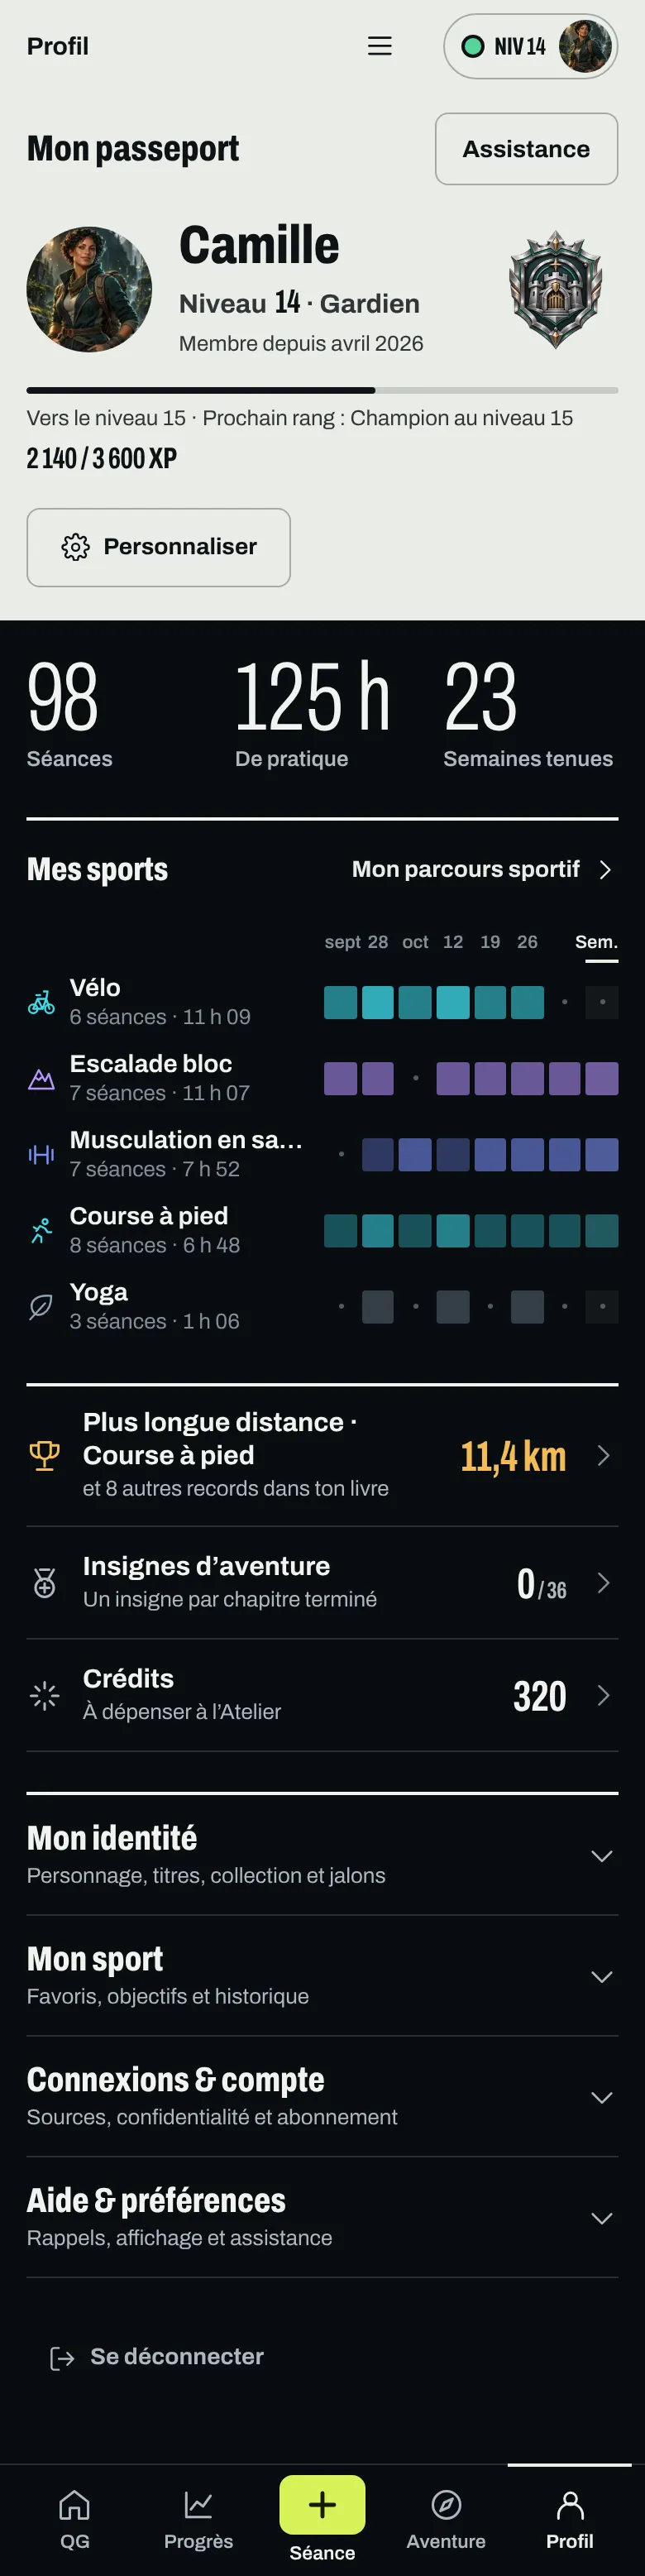 Profil
NIV 14
Mon passeport
Assistance
Camille
Niveau 14 · Gardien
Membre depuis avril 2026
Vers le niveau 15 · Prochain rang : Champion au niveau 15
2 140 / 3 600 XP
Personnaliser
98
Séances
125 h
De pratique
23
Semaines tenues
Mes sports
Mon parcours sportif
sept 28 oct 12 19 26 Sem.
Vélo
6 séances · 11 h 09
Escalade bloc
7 séances · 11 h 07
Musculation en sa…
7 séances · 7 h 52
Course à pied
8 séances · 6 h 48
Yoga
3 séances · 1 h 06
Plus longue distance ·
Course à pied
et 8 autres records dans ton livre
11,4 km
Insignes d’aventure
Un insigne par chapitre terminé
0 / 36
Crédits
À dépenser à l’Atelier
320
Mon identité
Personnage, titres, collection et jalons
Mon sport
Favoris, objectifs et historique
Connexions & compte
Sources, confidentialité et abonnement
Aide & préférences
Rappels, affichage et assistance
Se déconnecter
QG
Progrès
Séance
Aventure
Profil